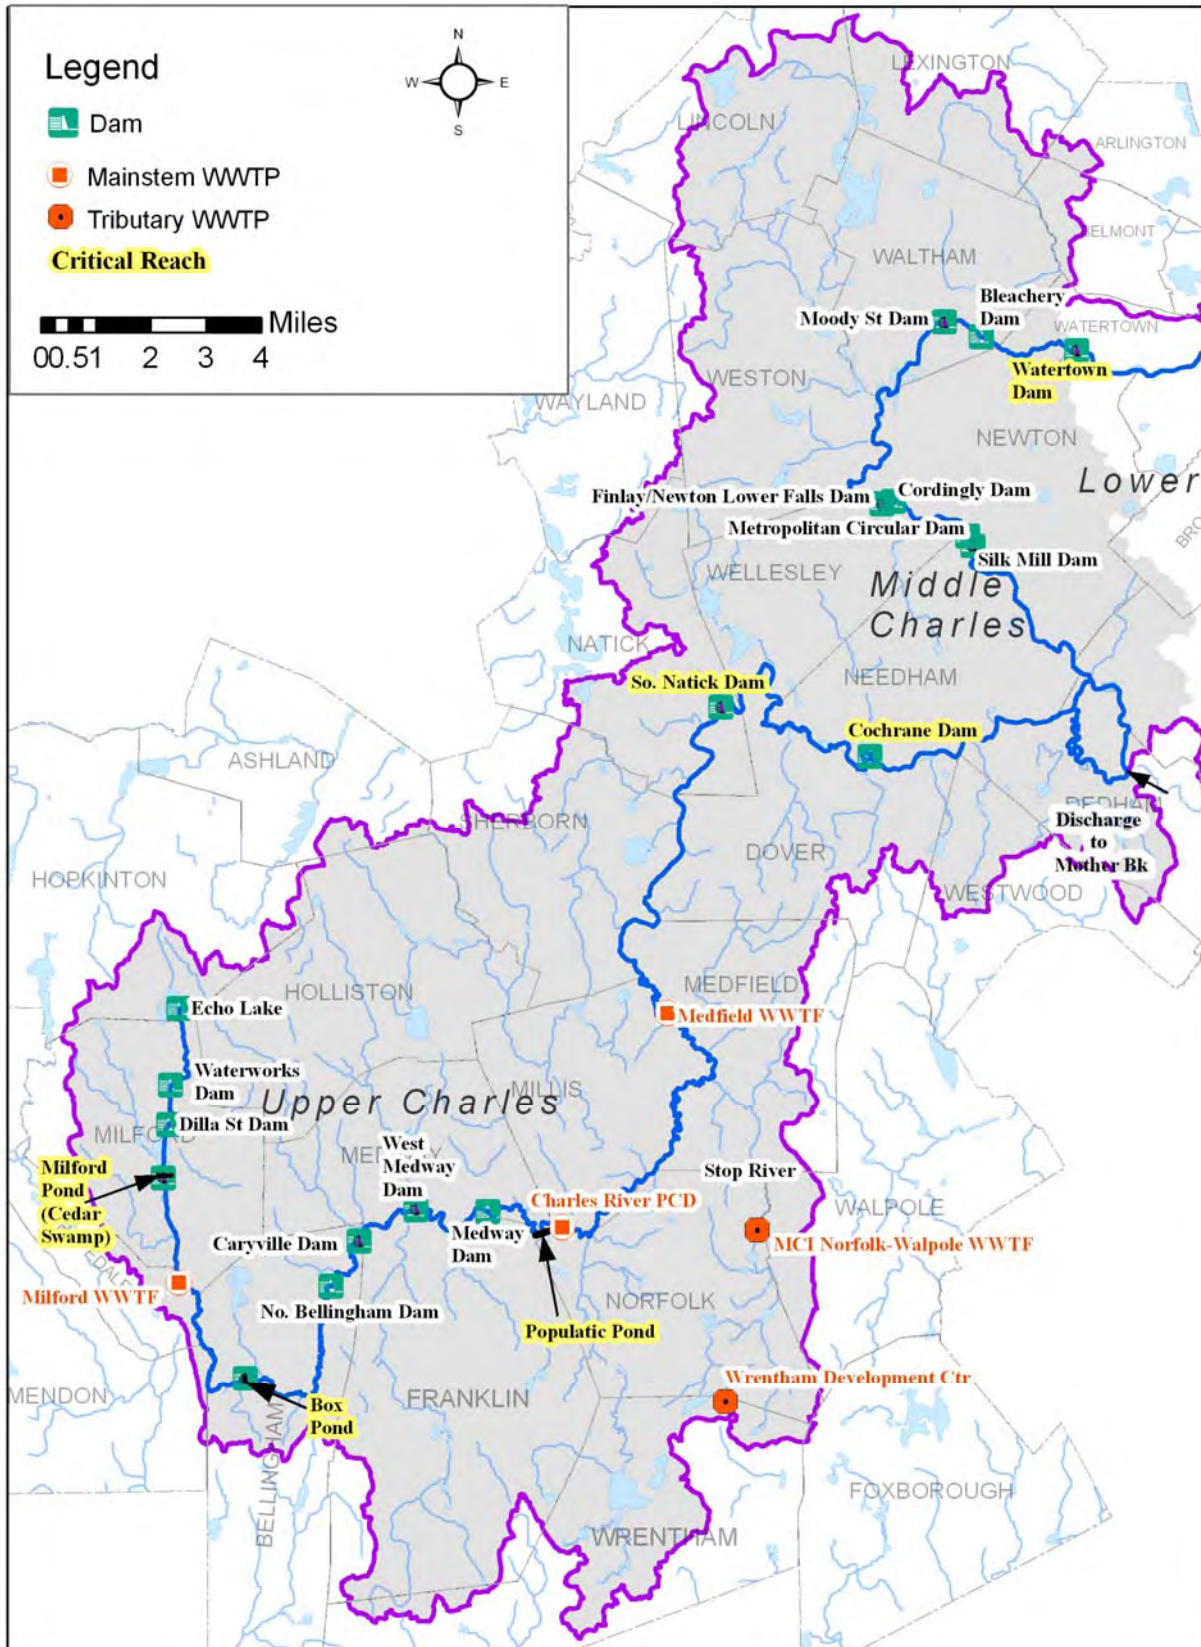 Legend
Dam
Mainstem WWTP
Tributary WWTP
Critical Reach
Miles
00.51 2 3 4
N
W E
S
LEXINGTON
LINCOLN
ARLINGTON
BELMONT
WALTHAM
Bleachery
Dam
Moody St Dam
WATERTOWN
Watertown
Dam
WESTON
WAYLAND
NEWTON
Lower
Finlay/Newton Lower Falls Dam
Cordingly Dam
Metropolitan Circular Dam
Silk Mill Dam
BRO
WELLESLEY
Middle
Charles
NATICK
NEEDHAM
So. Natick Dam
Cochrane Dam
ASHLAND
SHERBORN
DEDHAM
Discharge
to
Mother Bk
DOVER
WESTWOOD
HOPKINTON
HOLLISTON
MEDFIELD
Echo Lake
Medfield WWTF
Waterworks
Dam
MILLIS
Upper Charles
Dilla St Dam
MILFORD
MEDWAY
West
Medway
Dam
Stop River
Milford
Pond
(Cedar
Swamp)
Charles River PCD
WALPOLE
Caryville Dam
Medway
Dam
MCI Norfolk-Walpole WWTF
EDALE
Milford WWTF
No. Bellingham Dam
NORFOLK
Populatic Pond
Wrentham Development Ctr
MENDON
FRANKLIN
Box
Pond
BELLINGHAM
FOXBOROUGH
WRENTHAM